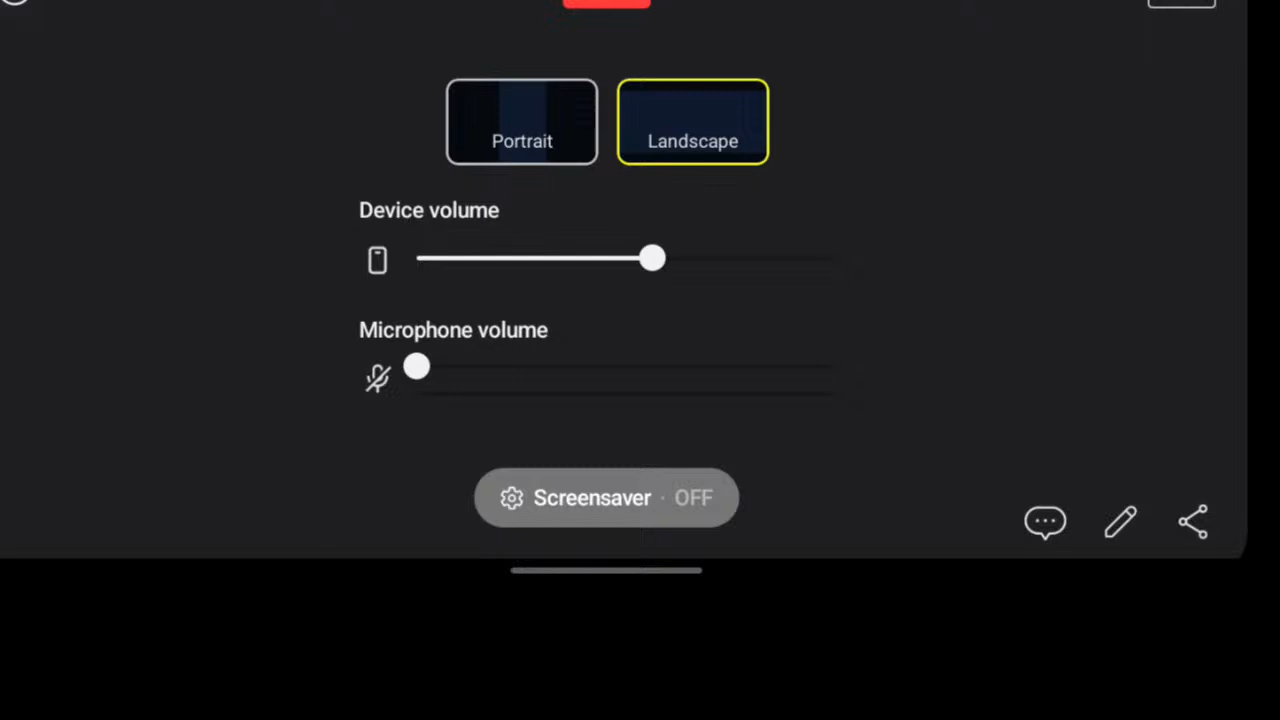 Portrait
Landscape
Device volume
Microphone volume
Screensaver · OFF